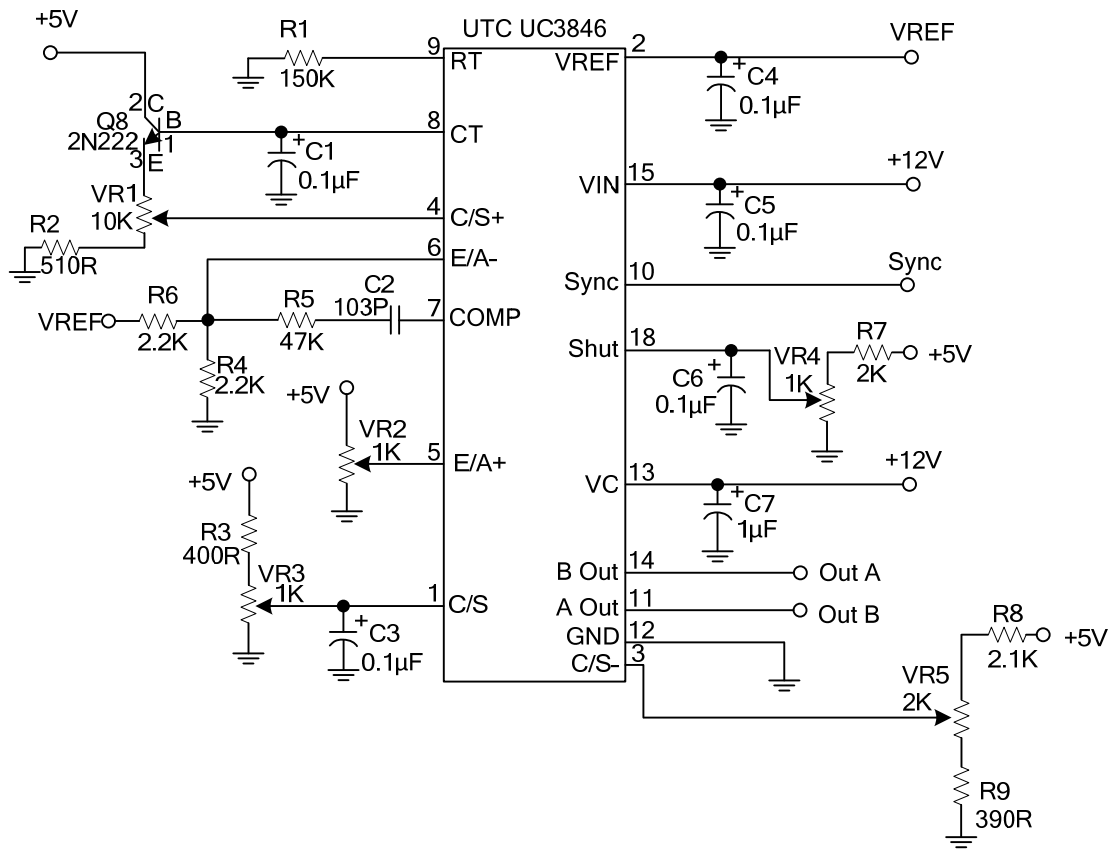 UTC UC3846
+5V
R1
150K
9
RT
2
VREF
VREF
C4
+
0.1µF
2 C
Q8
B
2N222
1
3 E
8
CT
+
C1
0.1µF
+12V
15
VIN
+
C5
0.1µF
VR1
10K
4
C/S+
R2
510R
6
E/A-
Sync
10
Sync
C2
103P
R6
VREF
2.2K
R5
47K
7
COMP
R4
2.2K
Shut
18
R7
2K
+5V
VR4
1K
+
C6
0.1µF
+5V
VR2
1K
5
E/A+
+12V
13
VC
+
C7
1µF
+5V
R3
400R
VR3
1K
1
C/S
+
C3
0.1µF
B Out
14
Out A
A Out
11
Out B
GND
12
C/S-
3
R8
2.1K
+5V
VR5
2K
R9
390R